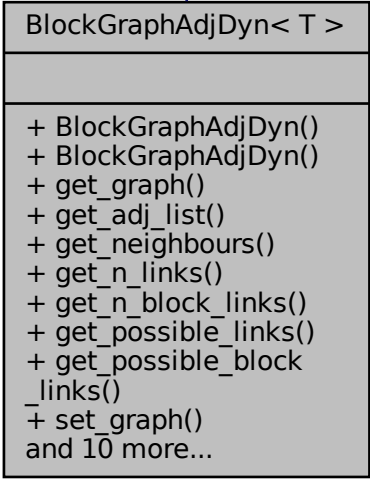 BlockGraphAdjDyn< T >
+ BlockGraphAdjDyn()
+ BlockGraphAdjDyn()
+ get_graph()
+ get_adj_list()
+ get_neighbours()
+ get_n_links()
+ get_n_block_links()
+ get_possible_links()
+ get_possible_block
_links()
+ set_graph()
and 10 more...